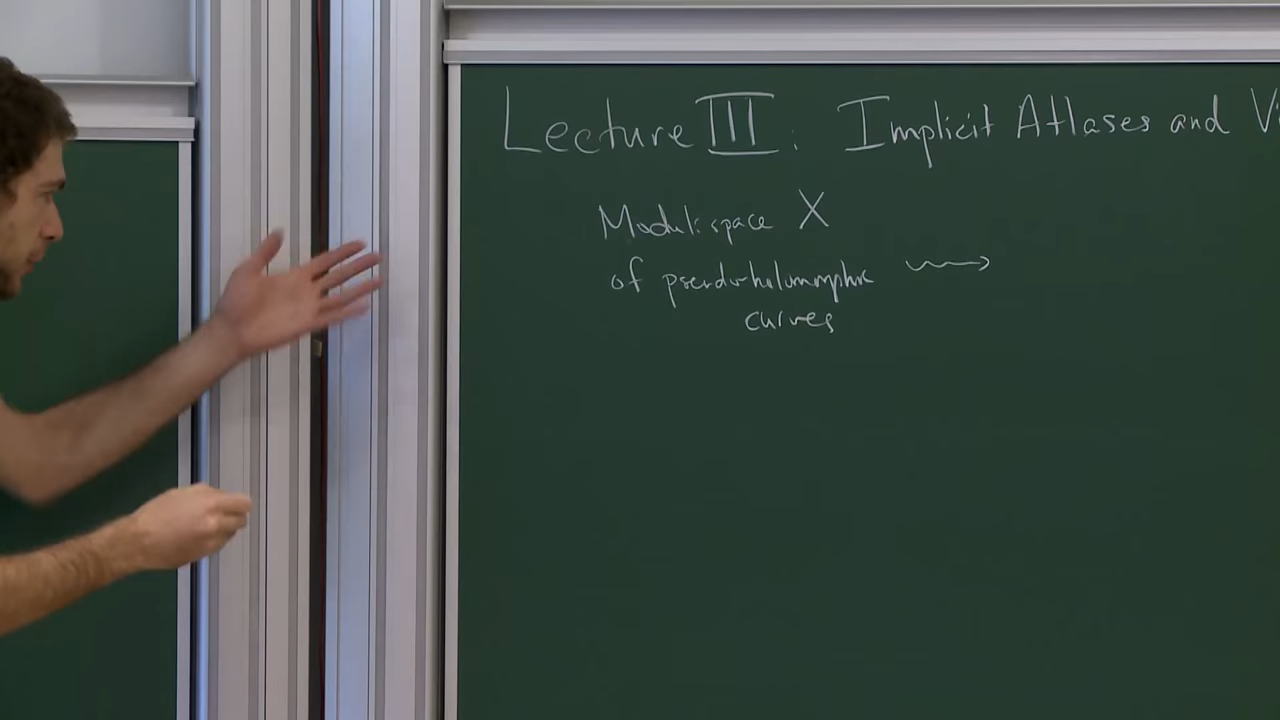 Lecture III: Implicit Atlases and
Moduli space X
of pseudo-holomorphic
curves